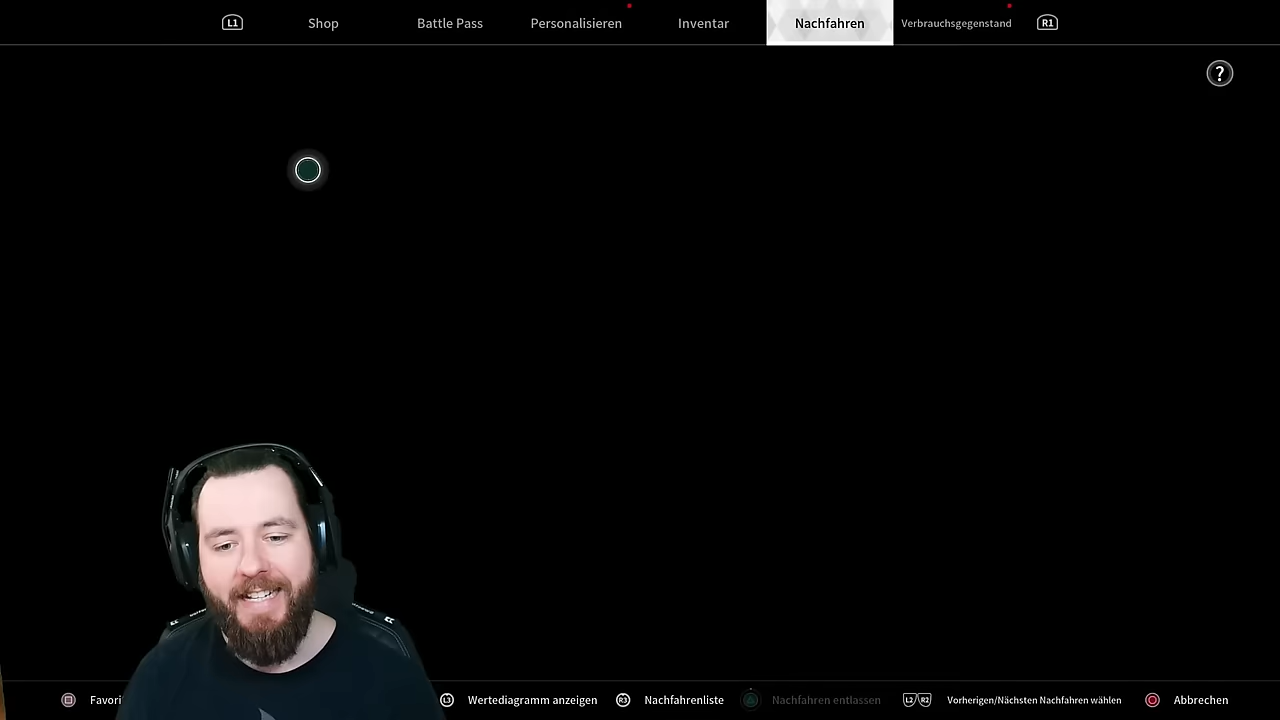 L1 Shop Battle Pass Personalisieren Inventar Nachfahren Verbrauchsgegenstand R1
?
Favori L3 Wertediagramm anzeigen R3 Nachfahrenliste Nachfahren entlassen L2/R2 Vorherigen/Nächsten Nachfahren wählen Abbrechen